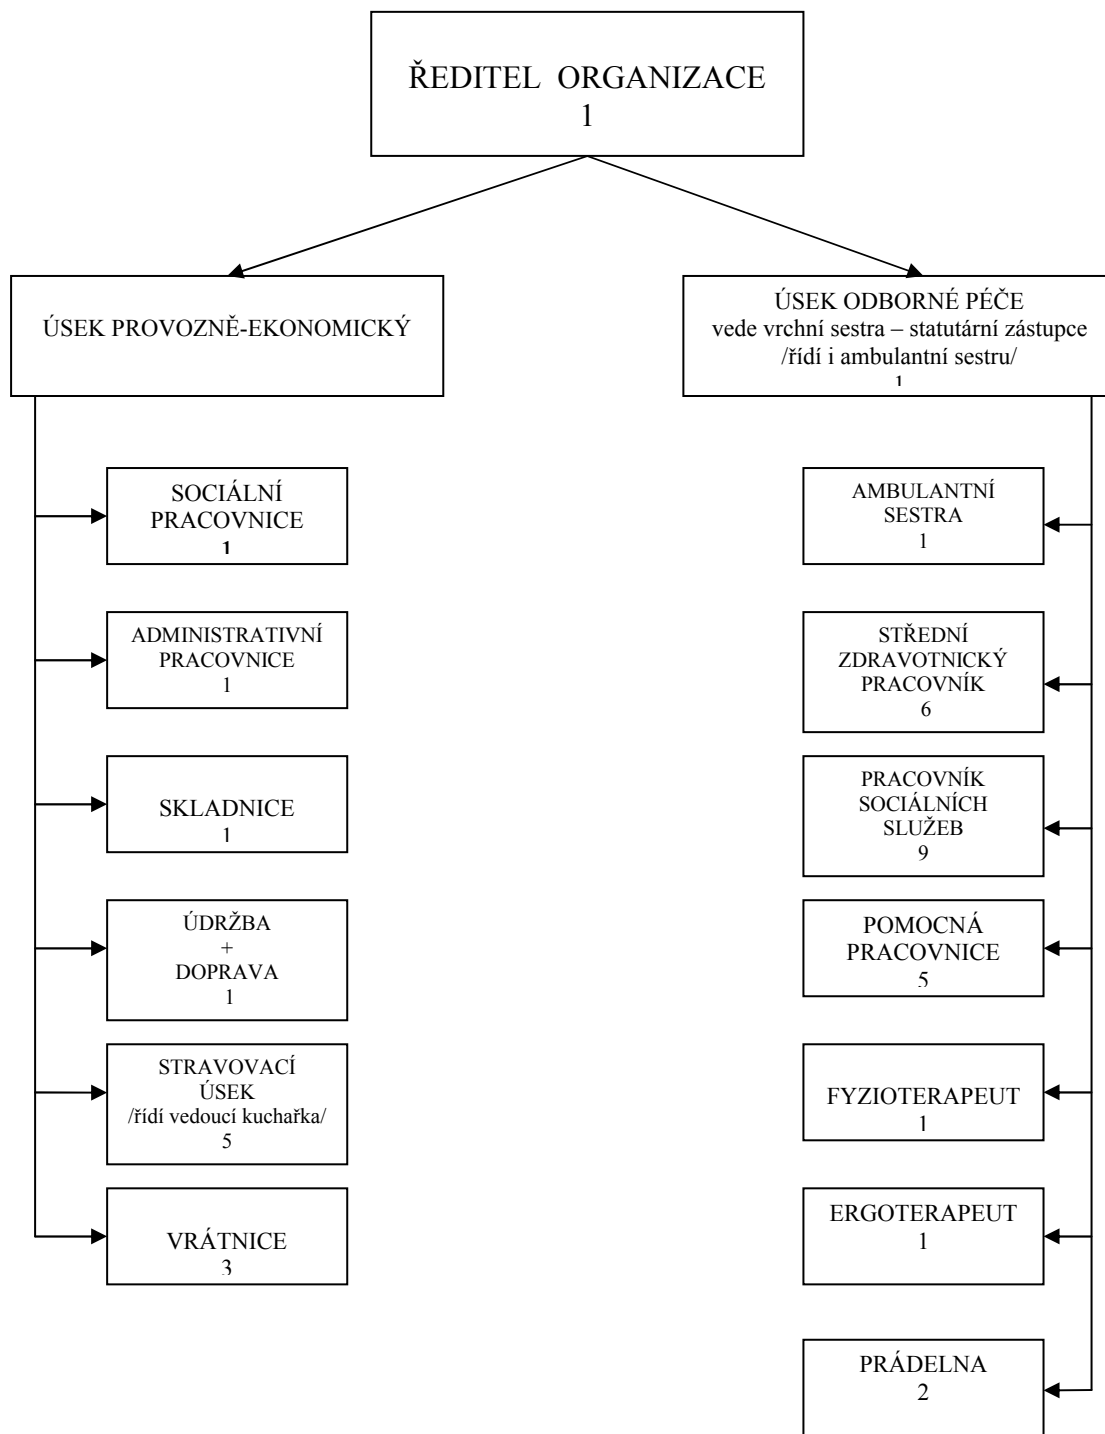 ŘEDITEL ORGANIZACE
1
ÚSEK PROVOZNĚ-EKONOMICKÝ
ÚSEK ODBORNÉ PÉČE
vede vrchní sestra – statutární zástupce
/řídí i ambulantní sestru/
1
SOCIÁLNÍ
PRACOVNICE
1
ADMINISTRATIVNÍ
PRACOVNICE
1
SKLADNICE
1
ÚDRŽBA
+
DOPRAVA
1
STRAVOVACÍ
ÚSEK
/řídí vedoucí kuchařka/
5
VRÁTNICE
3
AMBULANTNÍ
SESTRA
1
STŘEDNÍ
ZDRAVOTNICKÝ
PRACOVNÍK
6
PRACOVNÍK
SOCIÁLNÍCH
SLUŽEB
9
POMOCNÁ
PRACOVNICE
5
FYZIOTERAPEUT
1
ERGOTERAPEUT
1
PRÁDELNA
2